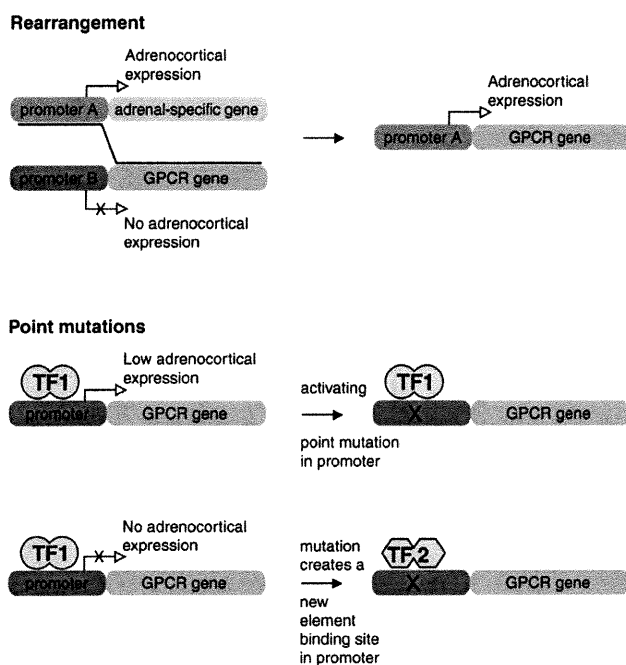 Rearrangement
Adrenocortical
expression
promoter A
adrenal-specific gene
promoter B
GPCR gene
X
No adrenocortical
expression
Adrenocortical
expression
promoter A
GPCR gene
Point mutations
Low adrenocortical
expression
TF1
promoter
GPCR gene
activating
point mutation
in promoter
TF1
X
GPCR gene
No adrenocortical
expression
TF1
X
promoter
GPCR gene
mutation
creates a
new
element
binding site
in promoter
TF2
X
GPCR gene